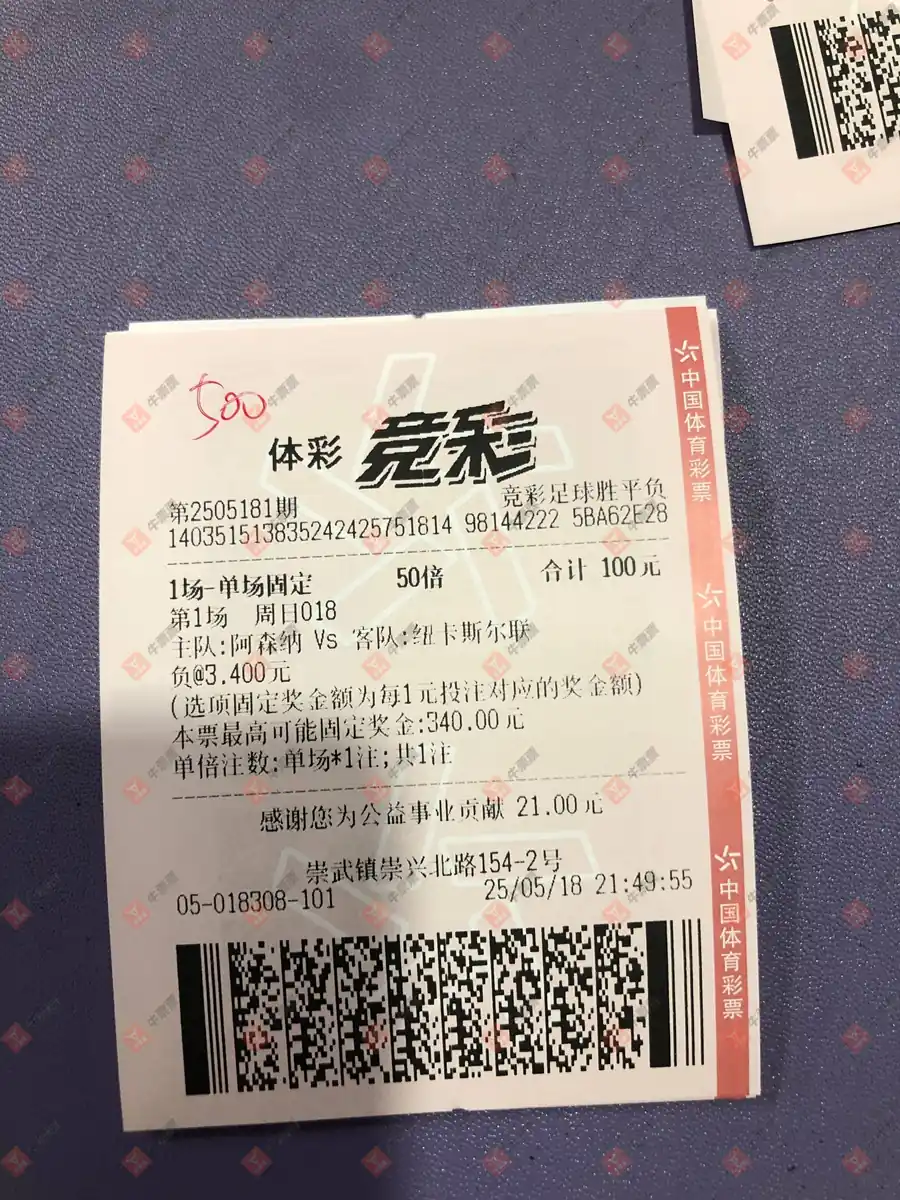 500
体彩 竞彩
第2505181期 竞彩足球胜平负
140351513835242425751814 98144222 5BA62E28
1场-单场固定 50倍 合计 100元
第1场 周日018
主队:阿森纳 Vs 客队:纽卡斯尔联
负@3.400元
(选项固定奖金额为每1元投注对应的奖金额)
本票最高可能固定奖金:340.00元
单倍注数:单场*1注;共1注
感谢您为公益事业贡献 21.00元
崇武镇崇兴北路154-2号
05-018308-101 25/05/18 21:49:55
中国体育彩票
中国体育彩票
中国体育彩票
牛票票